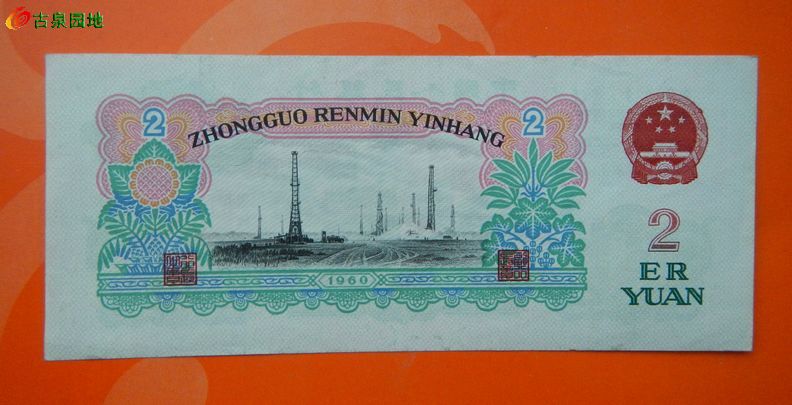 古泉园地
2
ZHONGGUO RENMIN YINHANG
2
2
ER
YUAN
1960